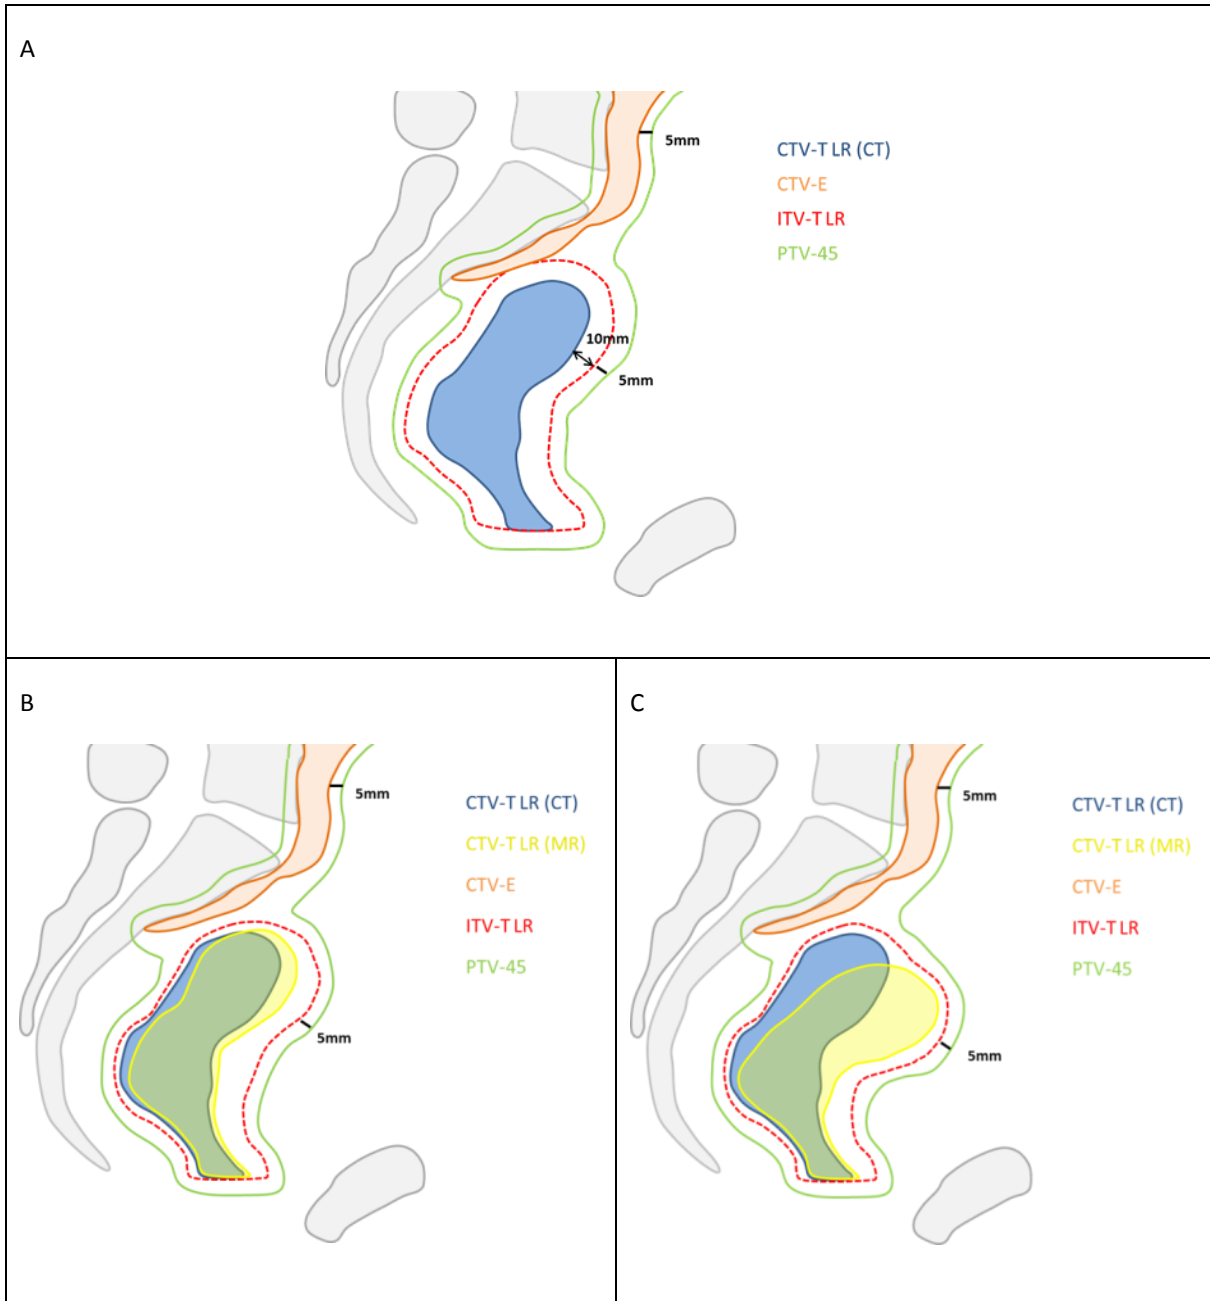 A
5mm
CTV-T LR (CT)
CTV-E
ITV-T LR
PTV-45
10mm
5mm
B
5mm
CTV-T LR (CT)
CTV-T LR (MR)
CTV-E
ITV-T LR
PTV-45
5mm
C
5mm
CTV-T LR (CT)
CTV-T LR (MR)
CTV-E
ITV-T LR
PTV-45
5mm